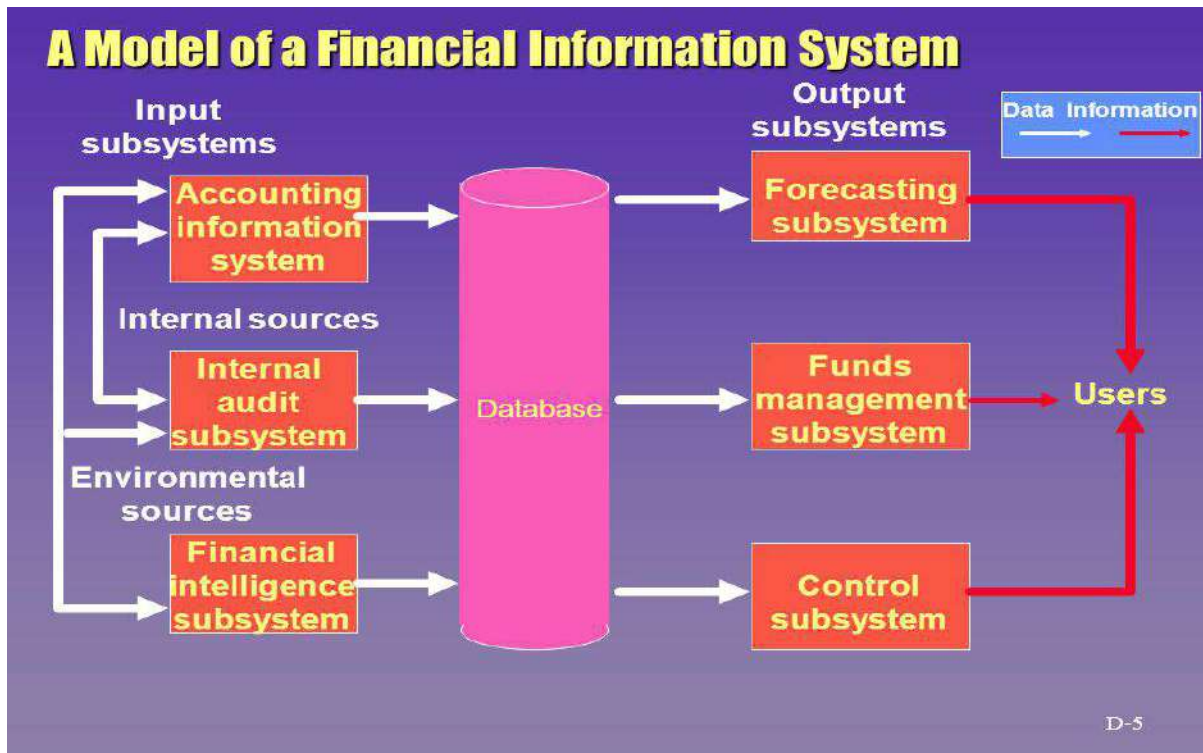 A Model of a Financial Information System
Input
subsystems
Output
subsystems
Data Information
Accounting
information
system
Forecasting
subsystem
Internal sources
Internal
audit
subsystem
Database
Funds
management
subsystem
Users
Environmental
sources
Financial
intelligence
subsystem
Control
subsystem
D-5